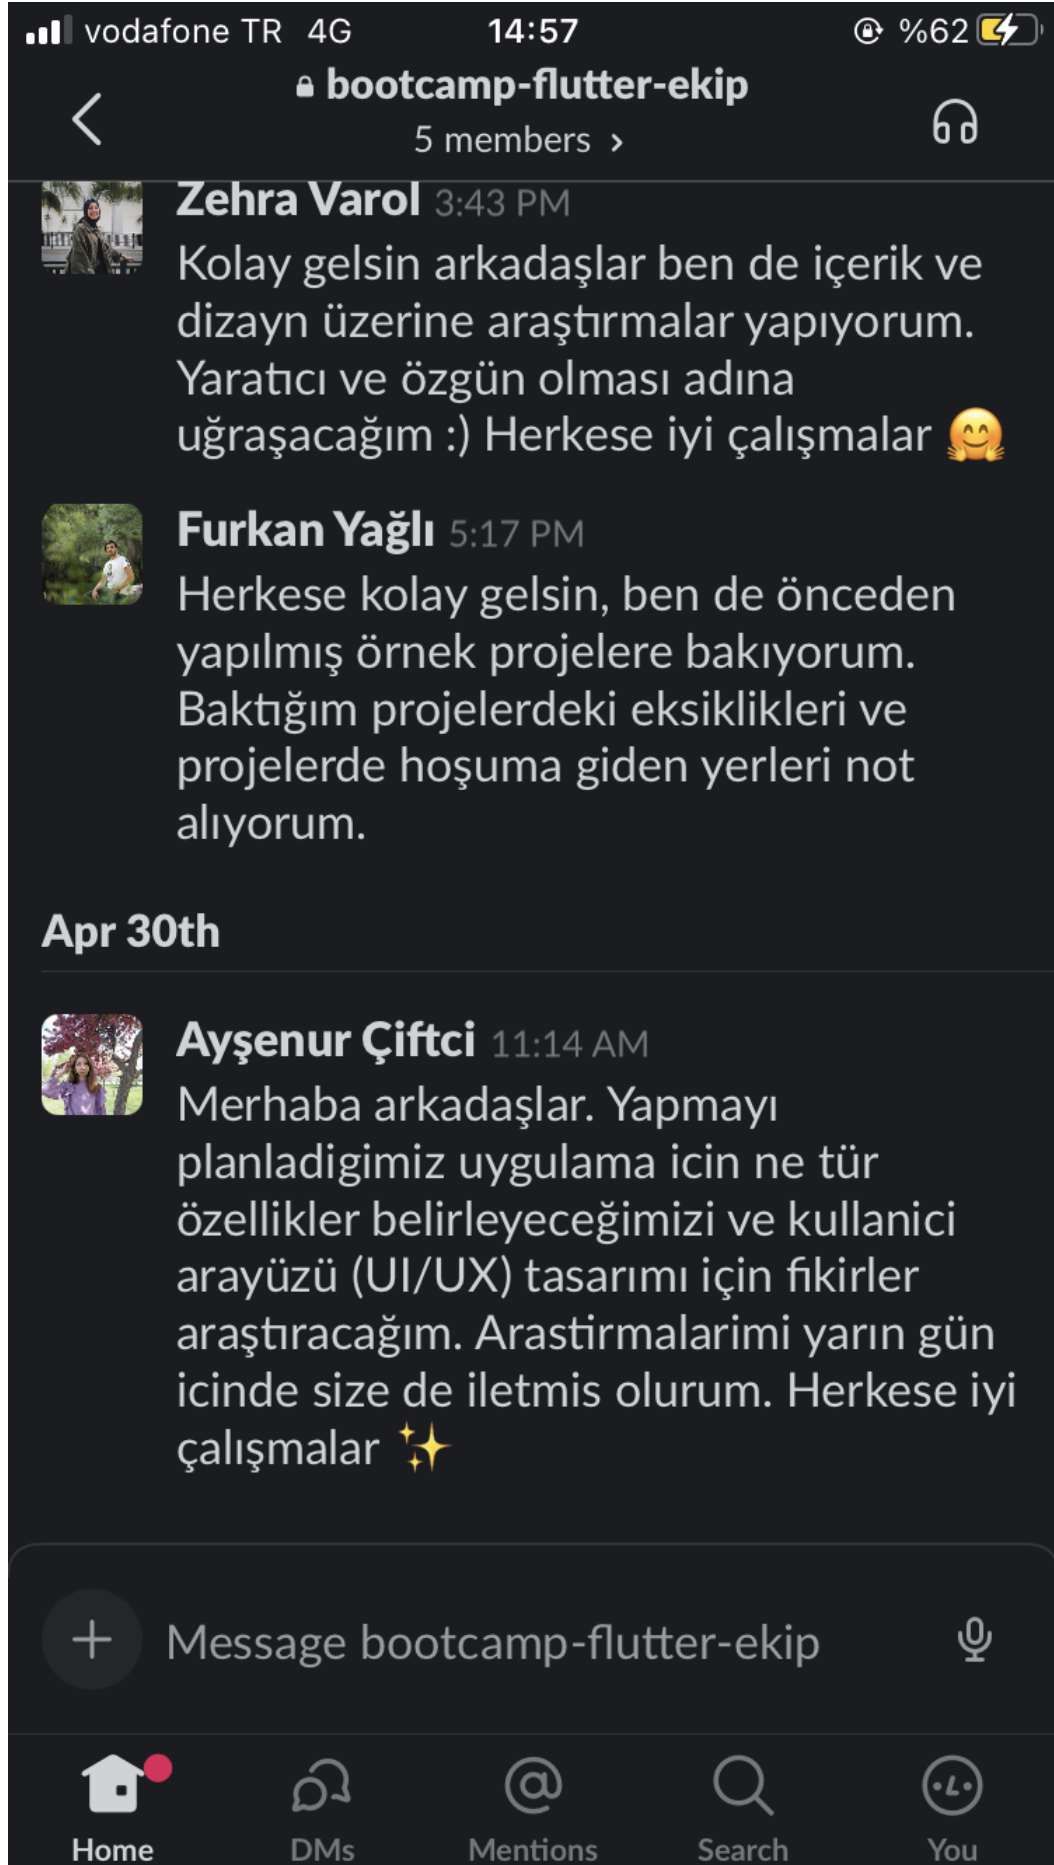 vodafone TR 4G 14:57 %62
bootcamp-flutter-ekip
5 members >
Zehra Varol 3:43 PM
Kolay gelsin arkadaşlar ben de içerik ve
dizayn üzerine araştırmalar yapıyorum.
Yaratıcı ve özgün olması adına
uğraşacağım :) Herkese iyi çalışmalar 🤗
Furkan Yağlı 5:17 PM
Herkese kolay gelsin, ben de önceden
yapılmış örnek projelere bakıyorum.
Baktığım projelerdeki eksiklikleri ve
projelerde hoşuma giden yerleri not
alıyorum.
Apr 30th
Ayşenur Çiftci 11:14 AM
Merhaba arkadaşlar. Yapmayı
planladigimiz uygulama icin ne tür
özellikler belirleyeceğimizi ve kullanici
arayüzü (UI/UX) tasarımı için fikirler
araştıracağım. Arastirmalarimi yarın gün
icinde size de iletmis olurum. Herkese iyi
çalışmalar ✨
Message bootcamp-flutter-ekip
Home DMs Mentions Search You